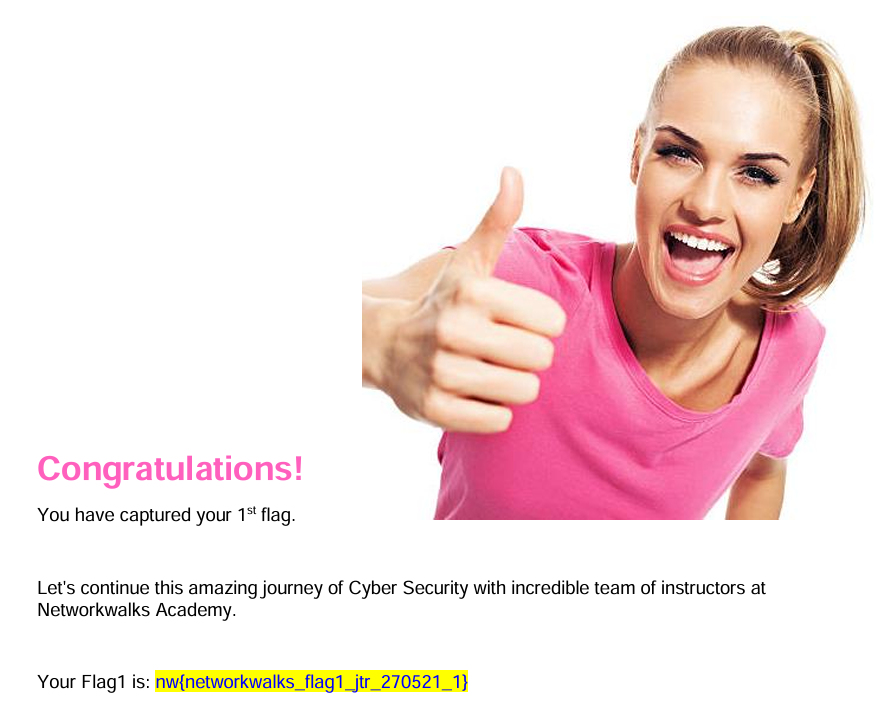 Congratulations!
You have captured your 1st flag.
Let's continue this amazing journey of Cyber Security with incredible team of instructors at
Networkwalks Academy.
Your Flag1 is: nw{networkwalks_flag1_jtr_270521_1}